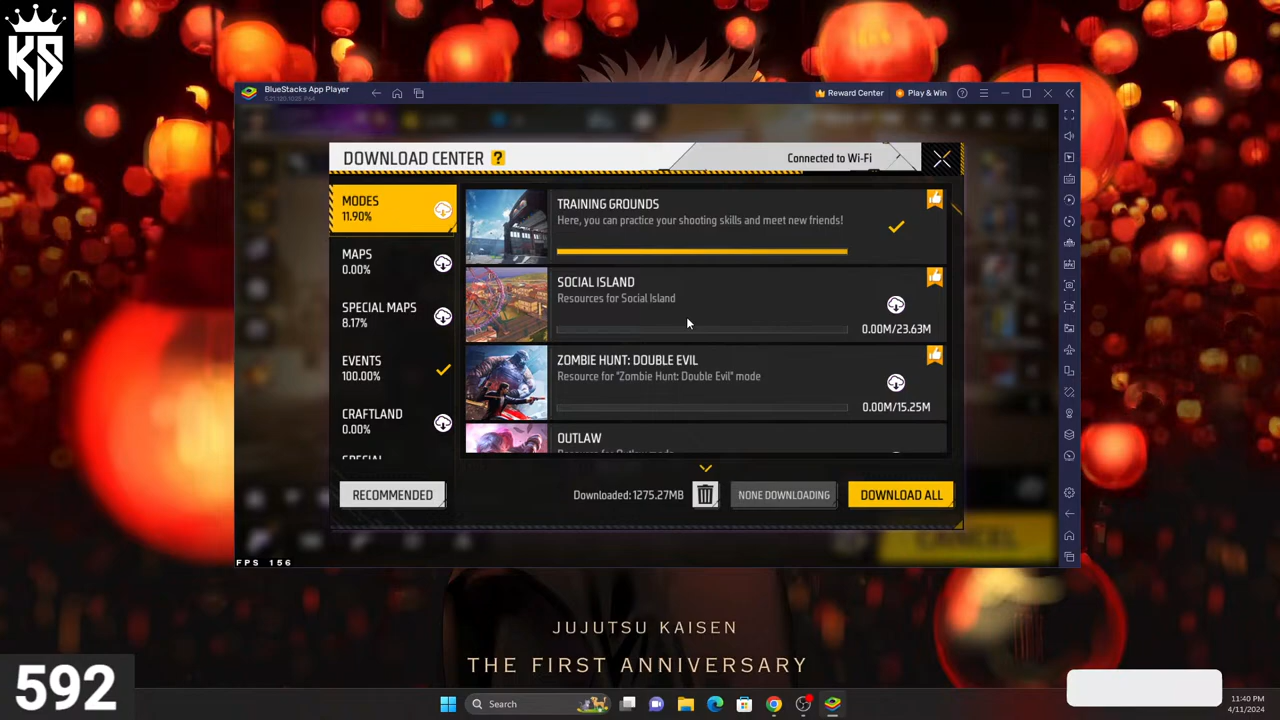 KS
BlueStacks App Player
Reward Center
Play & Win
DOWNLOAD CENTER ?
Connected to Wi-Fi
MODES
11.90%
MAPS
0.00%
SPECIAL MAPS
8.17%
EVENTS
100.00%
CRAFTLAND
0.00%
TRAINING GROUNDS
Here, you can practice your shooting skills and meet new friends!
SOCIAL ISLAND
Resources for Social Island
0.00M/23.63M
ZOMBIE HUNT: DOUBLE EVIL
Resource for "Zombie Hunt: Double Evil" mode
0.00M/15.25M
OUTLAW
RECOMMENDED
Downloaded:1275.27MB
NONE DOWNLOADING
DOWNLOAD ALL
CANCEL
FPS 156
JUJUTSU KAISEN
THE FIRST ANNIVERSARY
592
Search
11:40 PM
4/11/2024